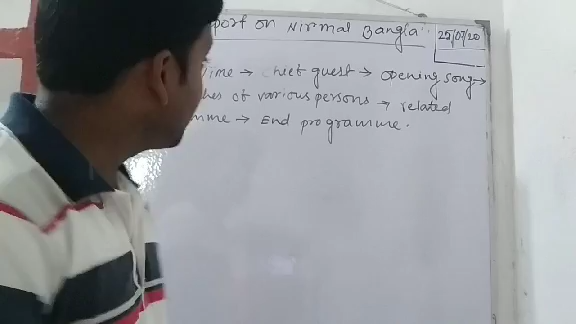 port on Nirmal Bangla'.
25/07/20
ime → chief guest → opening song →
hes of various persons → related
mme → End programme.